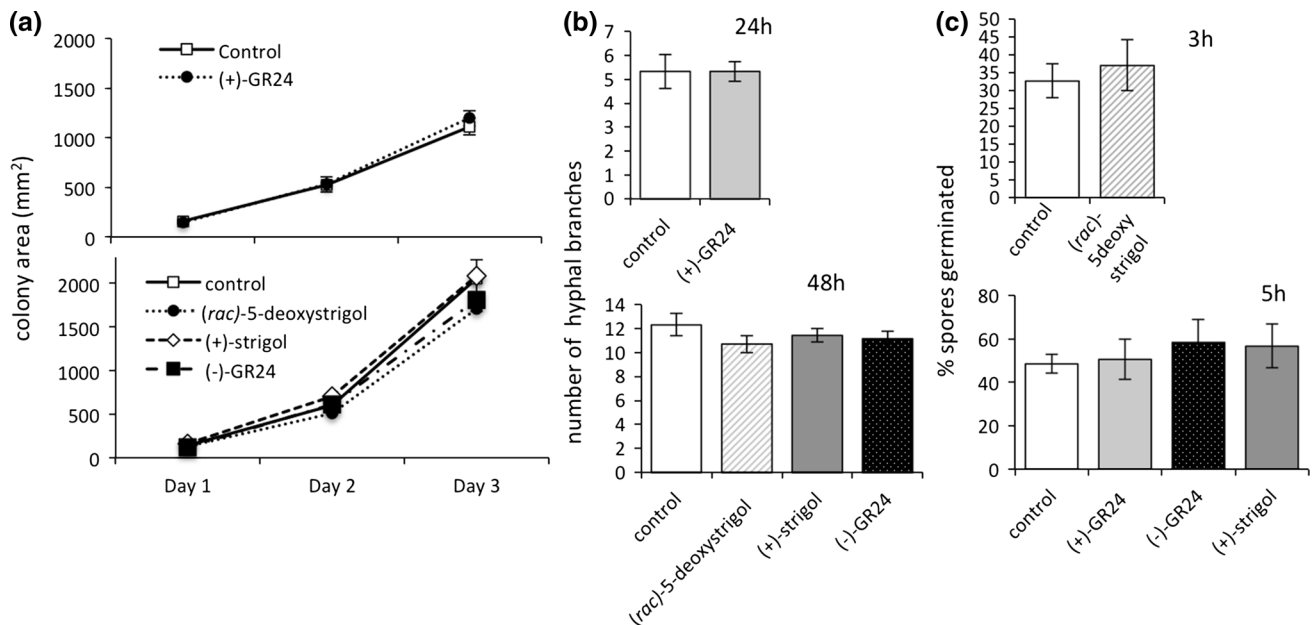 (a)
colony area (mm²)
2000
1500
1000
500
0
Control
(+)-GR24
2000
1500
1000
500
0
control
(rac)-5-deoxystrigol
(+)-strigol
(-)-GR24
Day 1
Day 2
Day 3
(b)
number of hyphal branches
24h
7
6
5
4
3
2
1
0
control
(+)-GR24
48h
14
12
10
8
6
4
2
0
control
(rac)-5-deoxystrigol
(+)-strigol
(-)-GR24
(c)
% spores germinated
3h
50
45
40
35
30
25
20
15
10
5
0
control
(rac)-
5deoxy
strigol
5h
80
60
40
20
0
control
(+)-GR24
(-)-GR24
(+)-strigol